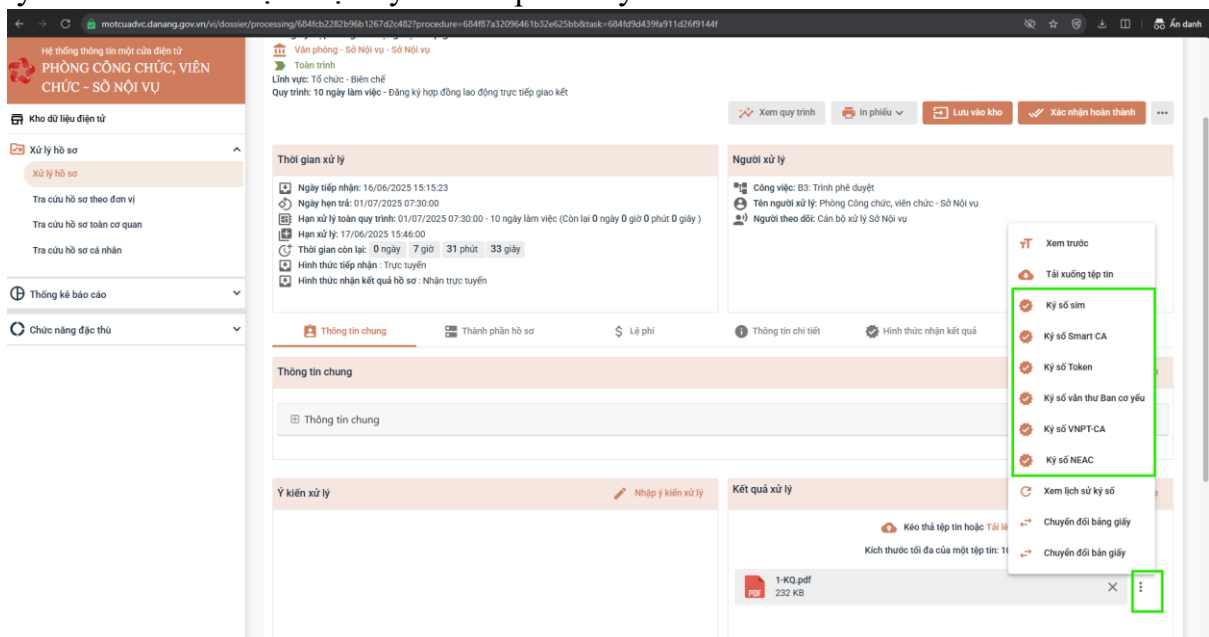 motcuadvc.danang.gov.vn/vi/dossier/processing/684fcb2282b96b1267d2c482?procedure=684f87a32096461b32e625bb&task=684fd9d439fa911d26f9144f
Ẩn danh
Hệ thống thông tin một cửa điện tử
PHÒNG CÔNG CHỨC, VIÊN
CHỨC - SỞ NỘI VỤ
Kho dữ liệu điện tử
Xử lý hồ sơ
Xử lý hồ sơ
Tra cứu hồ sơ theo đơn vị
Tra cứu hồ sơ toàn cơ quan
Tra cứu hồ sơ cá nhân
Thống kê báo cáo
Chức năng đặc thù
Văn phòng - Sở Nội vụ - Sở Nội vụ
Toàn trình
Lĩnh vực: Tổ chức - Biên chế
Quy trình: 10 ngày làm việc - Đăng ký hợp đồng lao động trực tiếp giao kết
Xem quy trình
In phiếu
Lưu vào kho
Xác nhận hoàn thành
Thời gian xử lý
Ngày tiếp nhận: 16/06/2025 15:15:23
Ngày hẹn trả: 01/07/2025 07:30:00
Hạn xử lý toàn quy trình: 01/07/2025 07:30:00 - 10 ngày làm việc (Còn lại 0 ngày 0 giờ 0 phút 0 giây )
Hạn xử lý: 17/06/2025 15:46:00
Thời gian còn lại: 0 ngày 7 giờ 31 phút 33 giây
Hình thức tiếp nhận : Trực tuyến
Hình thức nhận kết quả hồ sơ : Nhận trực tuyến
Người xử lý
Công việc: B3: Trình phê duyệt
Tên người xử lý: Phòng Công chức, viên chức - Sở Nội vụ
Người theo dõi: Cán bộ xử lý Sở Nội vụ
Thông tin chung
Thành phần hồ sơ
Lệ phí
Thông tin chi tiết
Hình thức nhận kết quả
Thông tin chung
Thông tin chung
Ý kiến xử lý
Nhập ý kiến xử lý
Kết quả xử lý
Kéo thả tệp tin hoặc Tải lê
Kích thước tối đa của một tệp tin: 10
1-KQ.pdf
PDF
232 KB
Xem trước
Tải xuống tệp tin
Ký số sim
Ký số Smart CA
Ký số Token
Ký số văn thư Ban cơ yếu
Ký số VNPT-CA
Ký số NEAC
Xem lịch sử ký số
Chuyển đổi bảng giấy
Chuyển đổi bản giấy